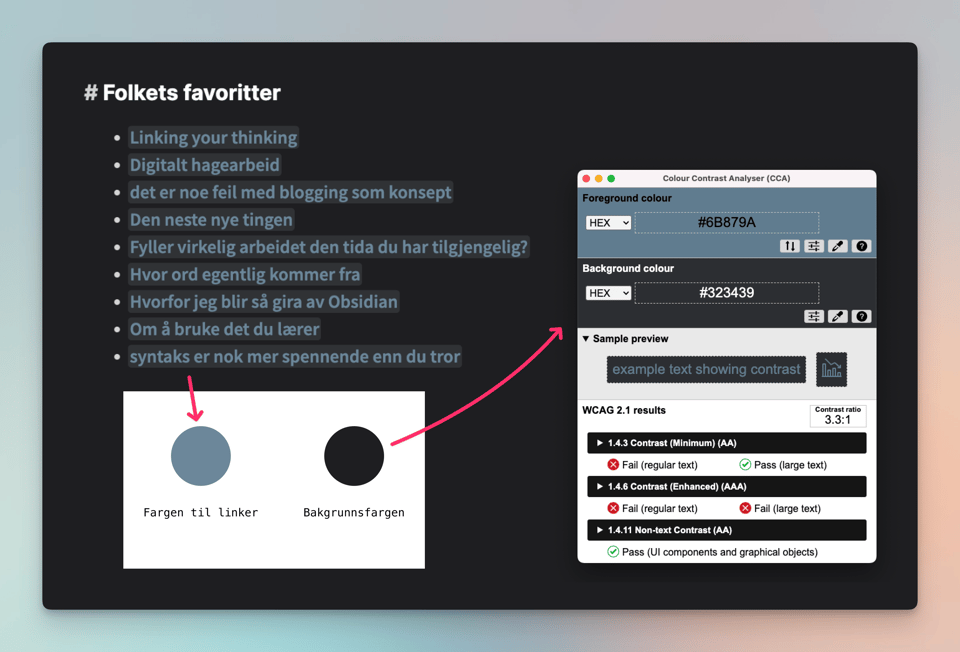 # Folkets favoritter
Linking your thinking
Digitalt hagearbeid
det er noe feil med blogging som konsept
Den neste nye tingen
Fyller virkelig arbeidet den tida du har tilgjengelig?
Hvor ord egentlig kommer fra
Hvorfor jeg blir så gira av Obsidian
Om å bruke det du lærer
syntaks er nok mer spennende enn du tror
Fargen til linker
Bakgrunnsfargen
Colour Contrast Analyser (CCA)
Foreground colour
HEX
#6B879A
?
Background colour
HEX
#323439
?
Sample preview
example text showing contrast
WCAG 2.1 results
Contrast ratio
3.3:1
1.4.3 Contrast (Minimum) (AA)
Fail (regular text)
Pass (large text)
1.4.6 Contrast (Enhanced) (AAA)
Fail (regular text)
Fail (large text)
1.4.11 Non-text Contrast (AA)
Pass (UI components and graphical objects)